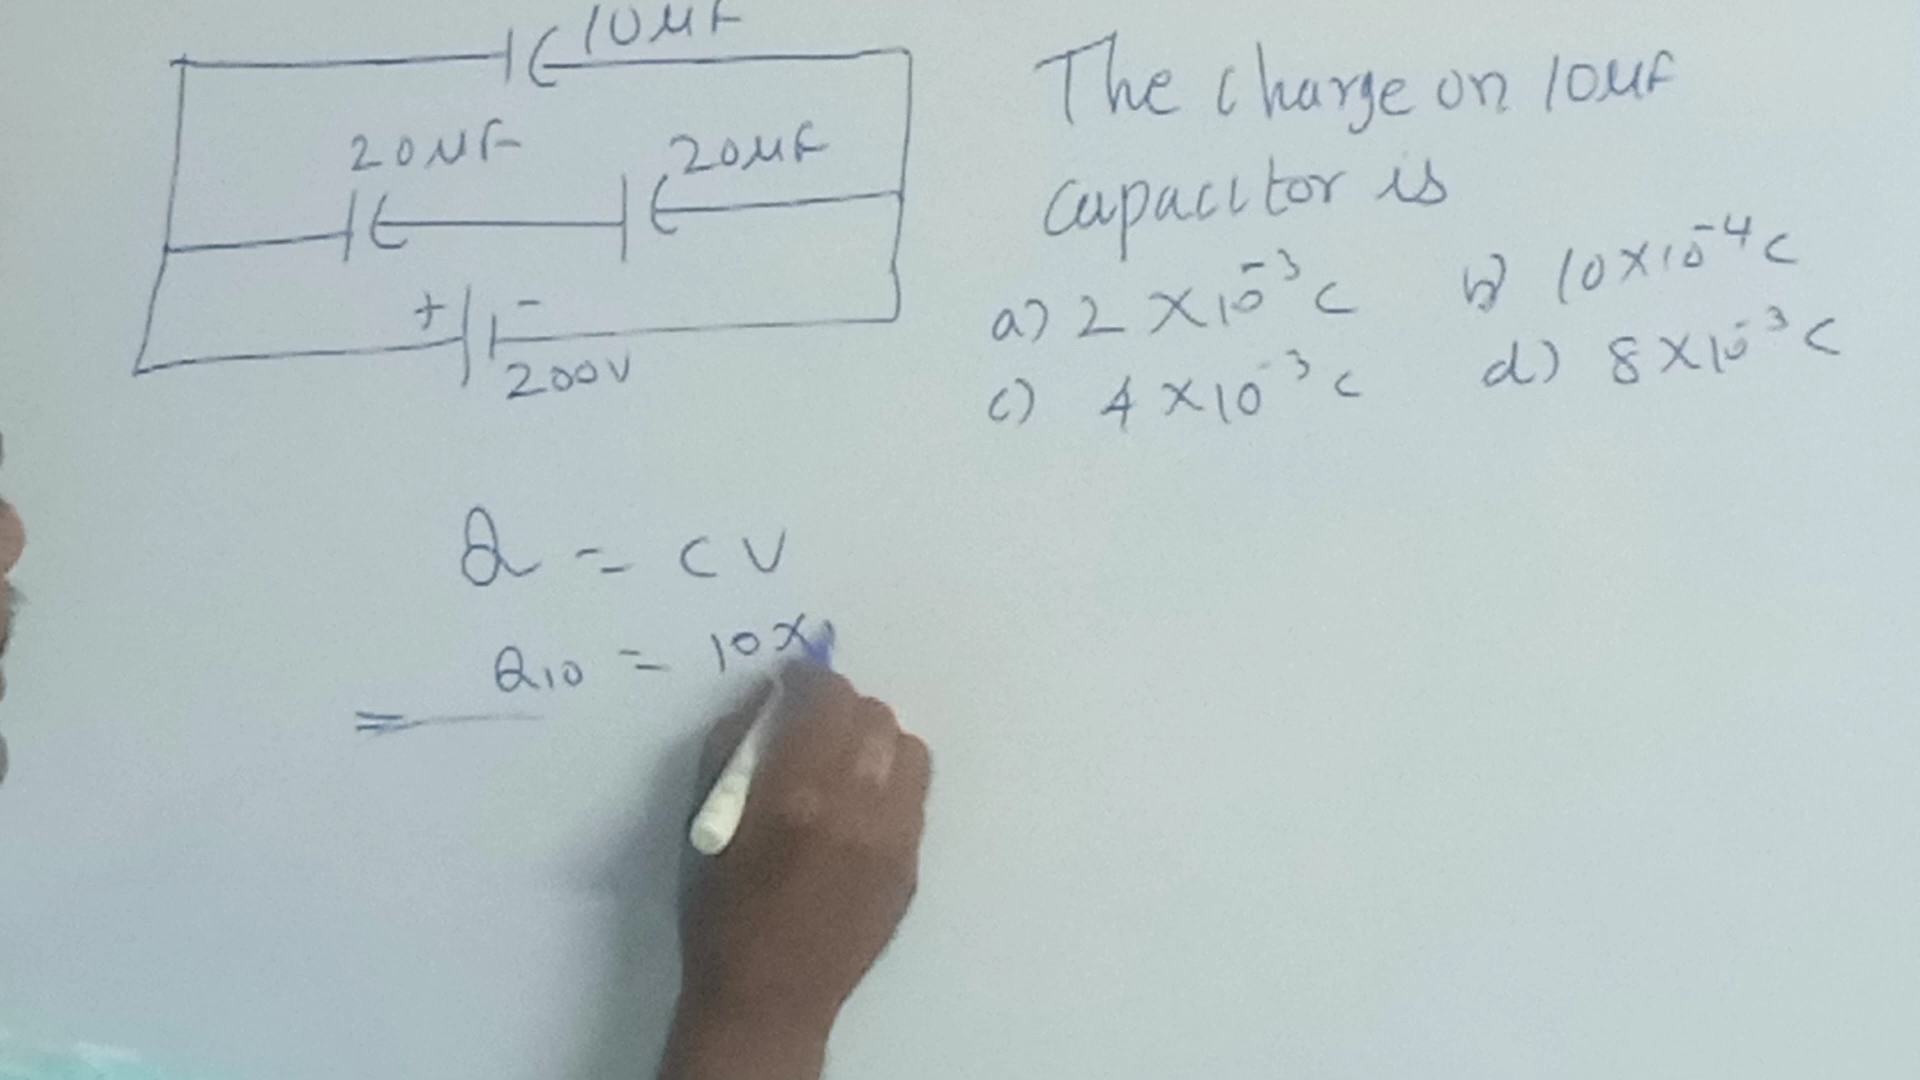 10μF
20μF 20μF
+ -
200V
The charge on 10μF
capacitor is
a) 2 × 10⁻³ C b) 10×10⁻⁴ C
c) 4 ×10⁻³ C d) 8 ×10⁻³ C
Q = CV
Q₁₀ = 10×
=